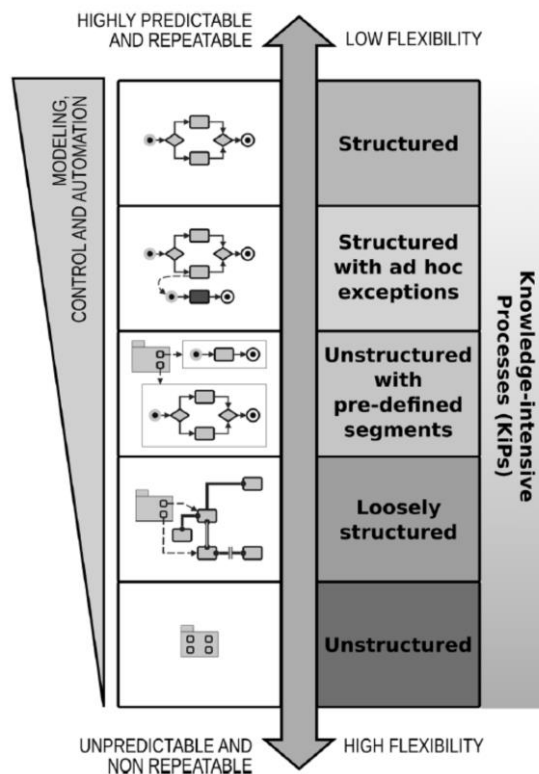 HIGHLY PREDICTABLE
AND REPEATABLE
LOW FLEXIBILITY
MODELING,
CONTROL AND AUTOMATION
Structured
Structured
with ad hoc
exceptions
Unstructured
with
pre-defined
segments
Loosely
structured
Unstructured
Knowledge-intensive
Processes (KiPs)
UNPREDICTABLE AND
NON REPEATABLE
HIGH FLEXIBILITY